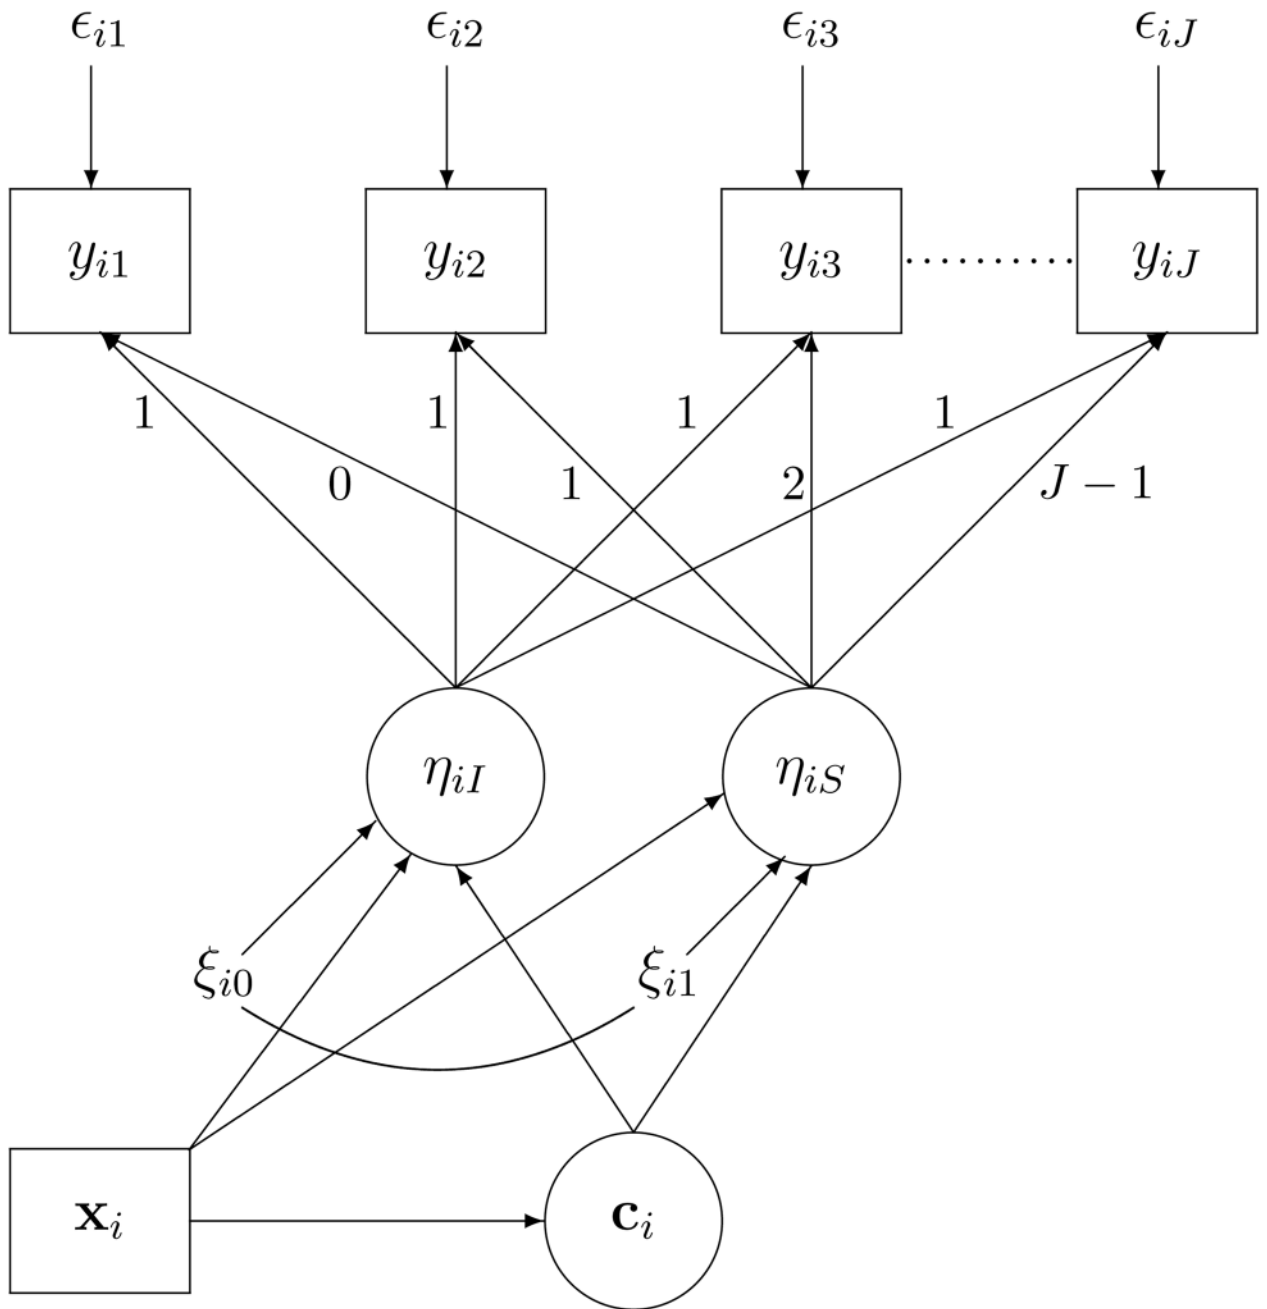 ϵi1 ϵi2 ϵi3 ϵiJ
yi1 yi2 yi3 .......... yiJ
1 1 1 1
0 1 2 J − 1
ηiI ηiS
ξi0 ξi1
xi ci